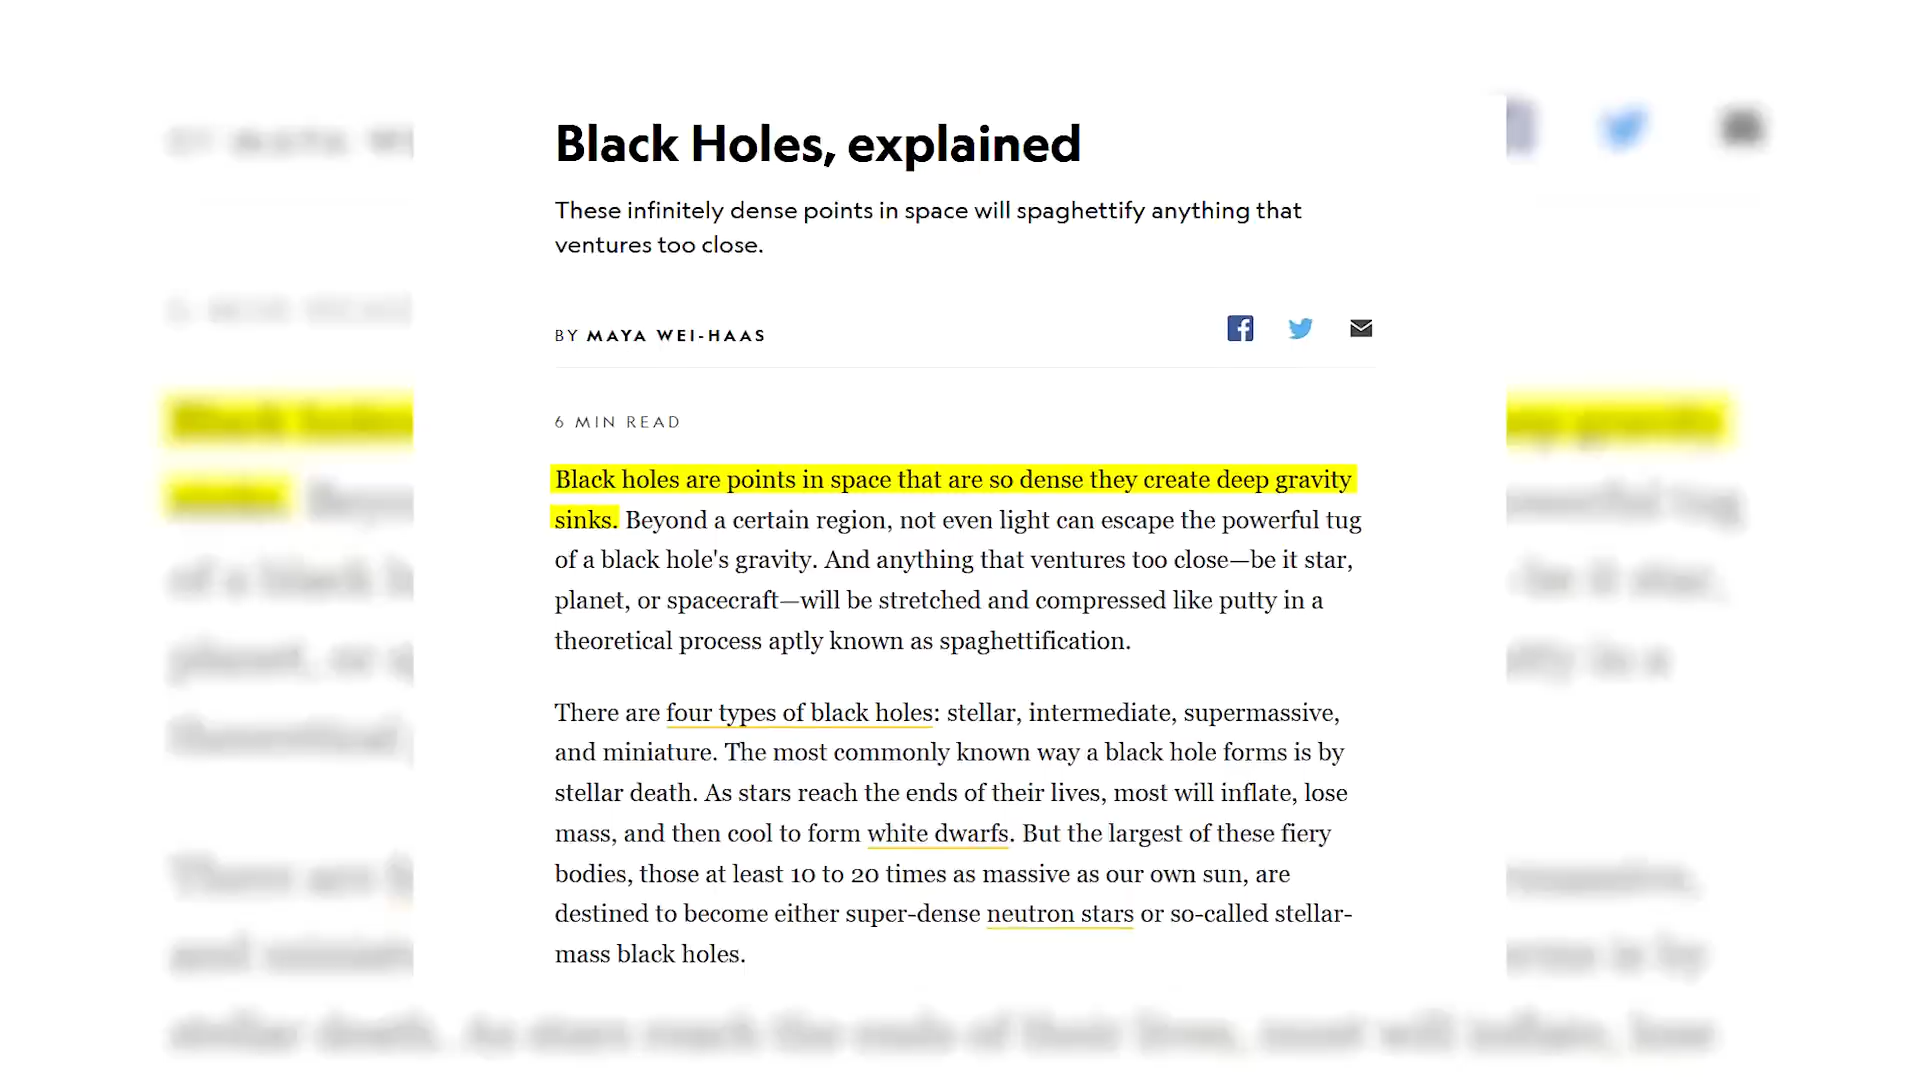 Black Holes, explained
These infinitely dense points in space will spaghettify anything that
ventures too close.
BY MAYA WEI-HAAS
6 MIN READ
Black holes are points in space that are so dense they create deep gravity
sinks. Beyond a certain region, not even light can escape the powerful tug
of a black hole's gravity. And anything that ventures too close—be it star,
planet, or spacecraft—will be stretched and compressed like putty in a
theoretical process aptly known as spaghettification.
There are four types of black holes: stellar, intermediate, supermassive,
and miniature. The most commonly known way a black hole forms is by
stellar death. As stars reach the ends of their lives, most will inflate, lose
mass, and then cool to form white dwarfs. But the largest of these fiery
bodies, those at least 10 to 20 times as massive as our own sun, are
destined to become either super-dense neutron stars or so-called stellar-
mass black holes.